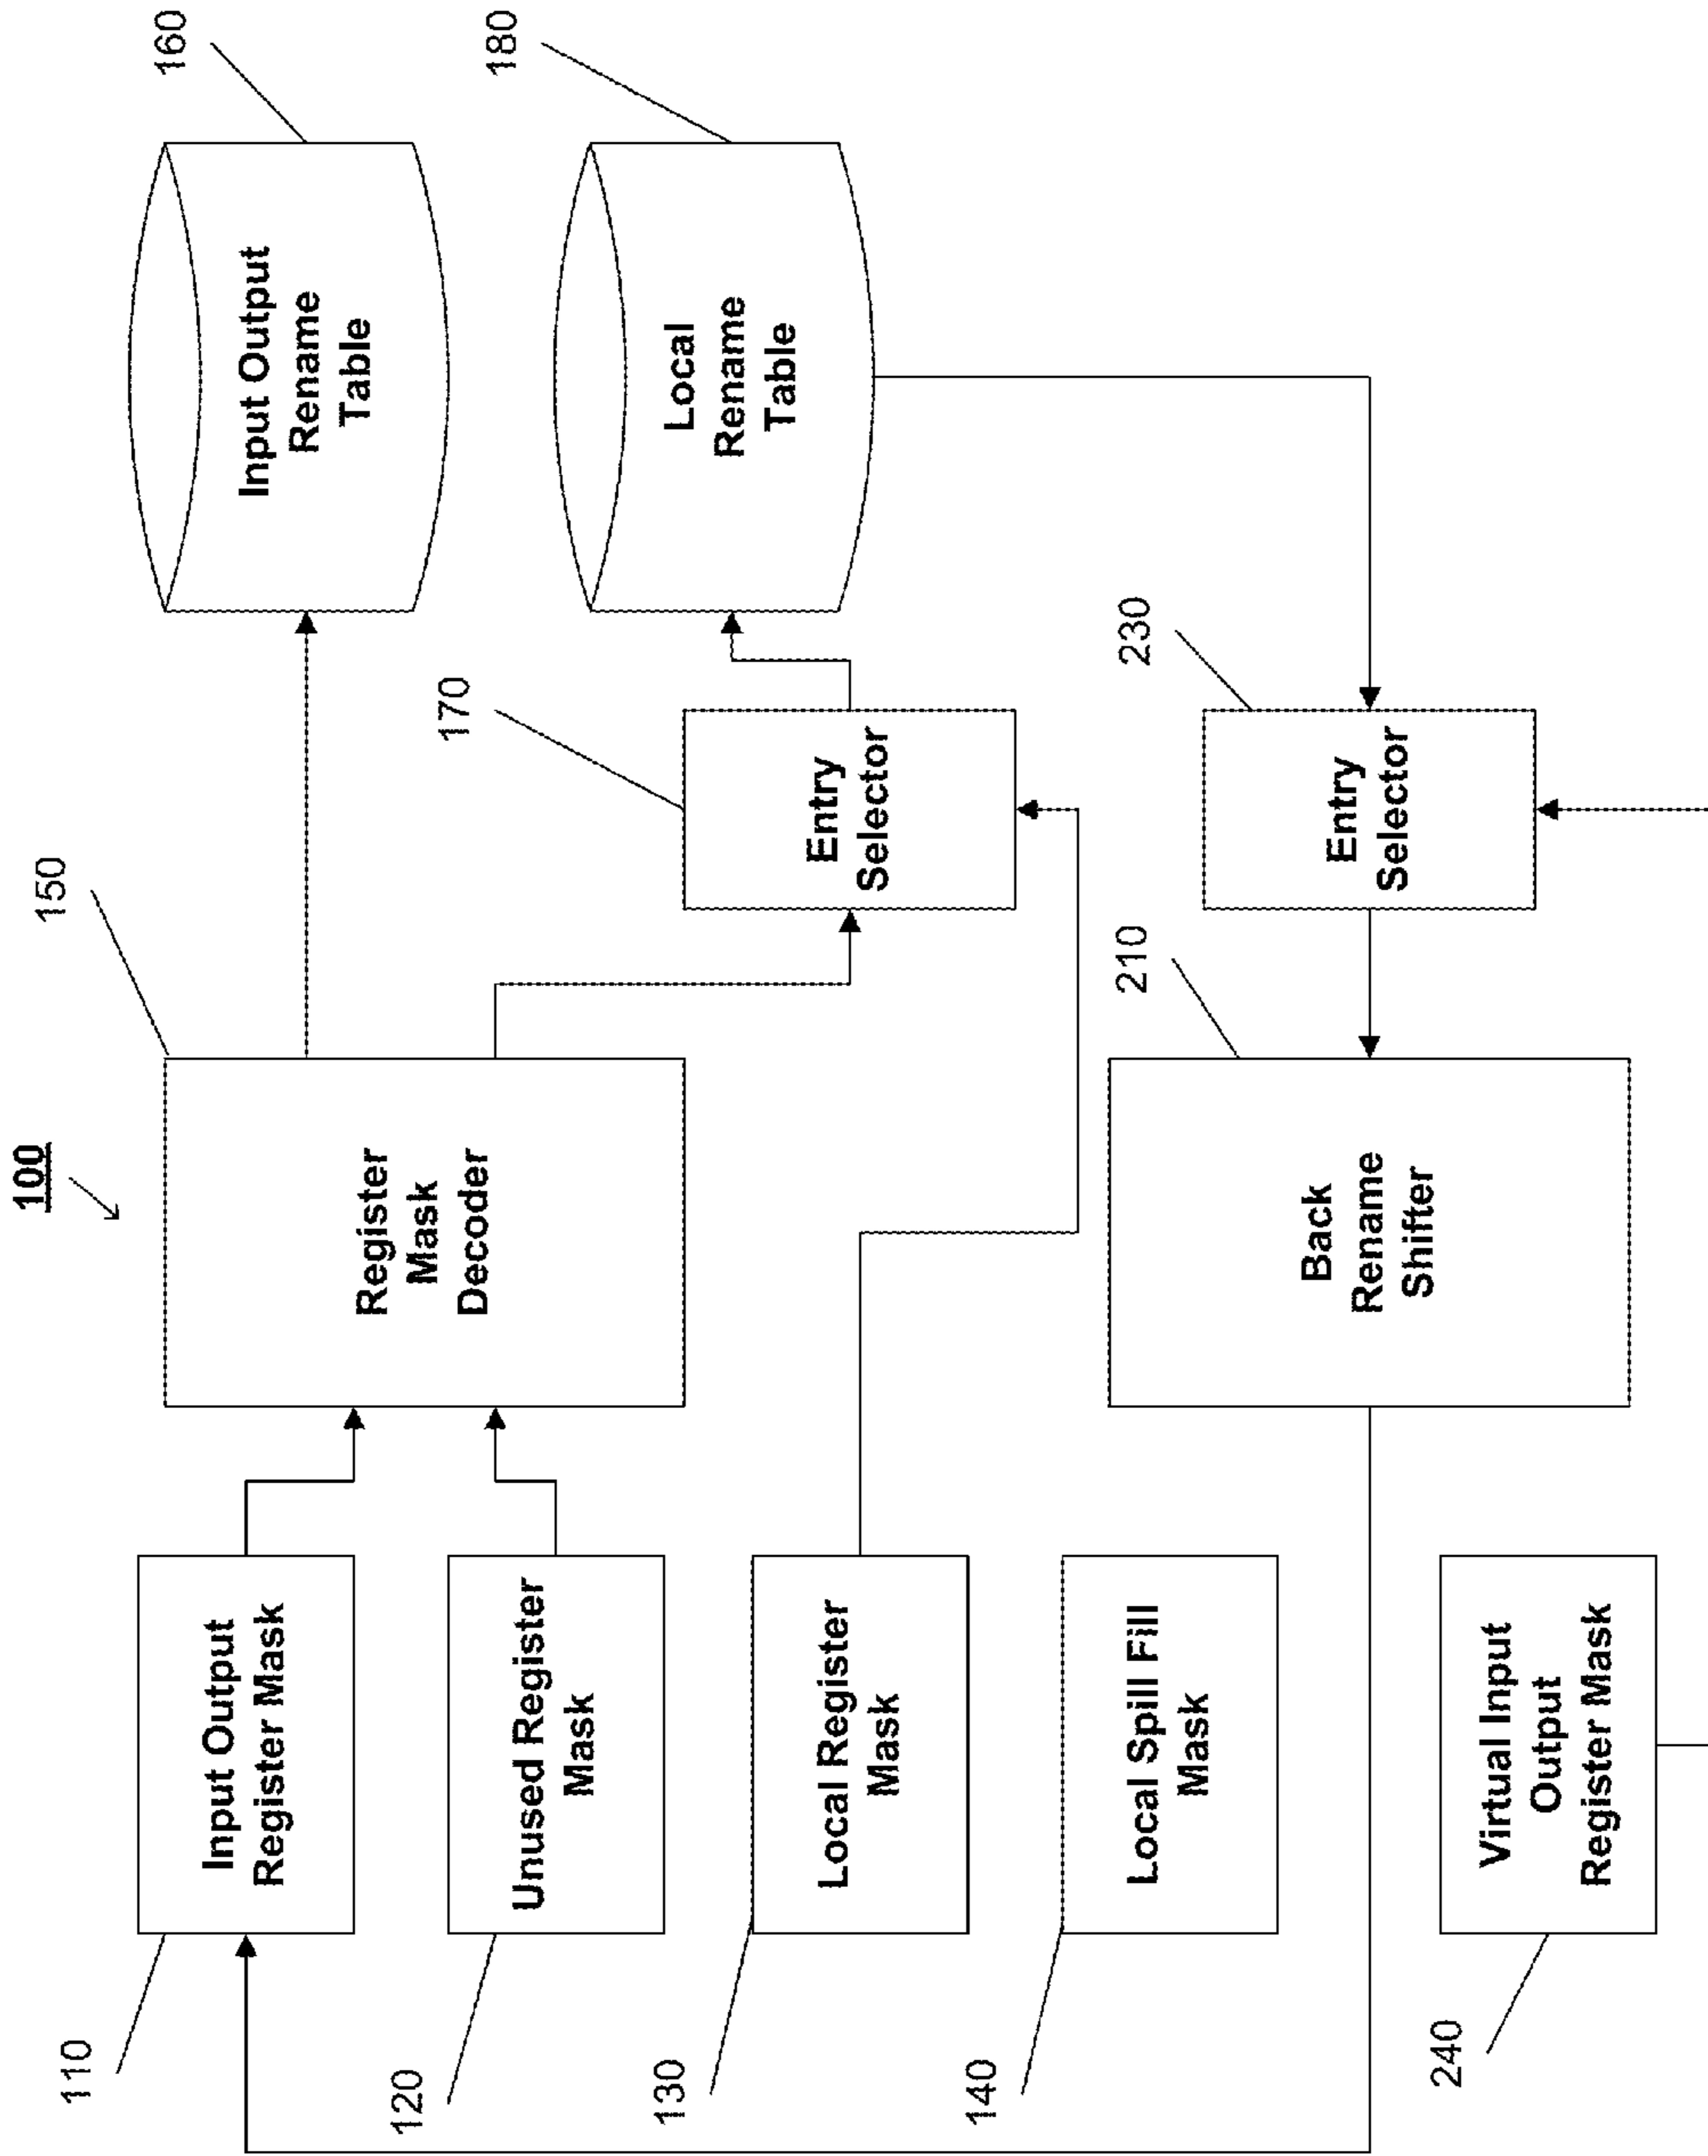 100
110
Input Output
Register Mask
120
Unused Register
Mask
130
Local Register
Mask
140
Local Spill Fill
Mask
240
Virtual Input
Output
Register Mask
150
Register
Mask
Decoder
210
Back
Rename
Shifter
170
Entry
Selector
230
Entry
Selector
160
Input Output
Rename
Table
180
Local
Rename
Table